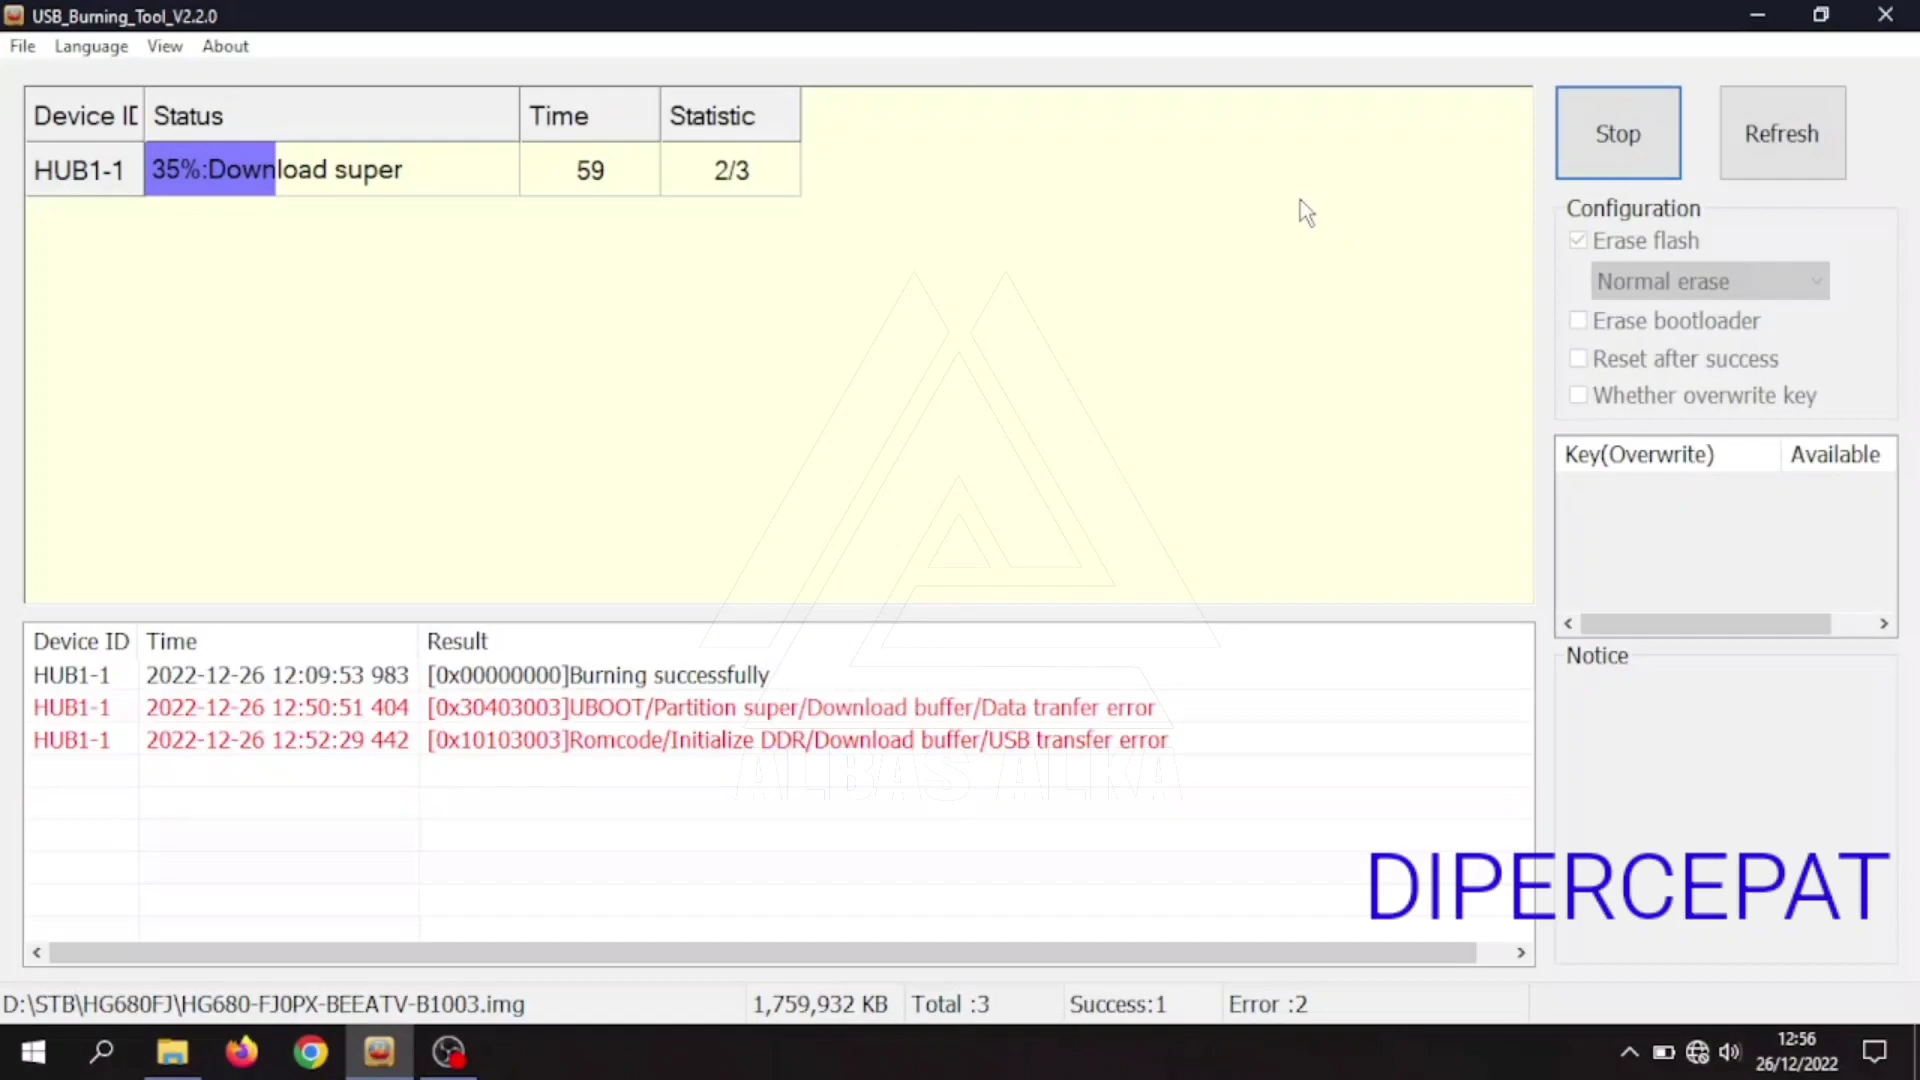 USB_Burning_Tool_V2.2.0
File Language View About
Device ID Status Time Statistic
HUB1-1 35%:Download super 59 2/3
Stop Refresh
Configuration
Erase flash
Normal erase
Erase bootloader
Reset after success
Whether overwrite key
Key(Overwrite) Available
Notice
Device ID Time Result
HUB1-1 2022-12-26 12:09:53 983 [0x00000000]Burning successfully
HUB1-1 2022-12-26 12:50:51 404 [0x30403003]UBOOT/Partition super/Download buffer/Data tranfer error
HUB1-1 2022-12-26 12:52:29 442 [0x10103003]Romcode/Initialize DDR/Download buffer/USB transfer error
ALBAS ALKA
DIPERCEPAT
D:\STB\HG680FJ\HG680-FJ0PX-BEEATV-B1003.img 1,759,932 KB Total :3 Success:1 Error :2
12:56
26/12/2022